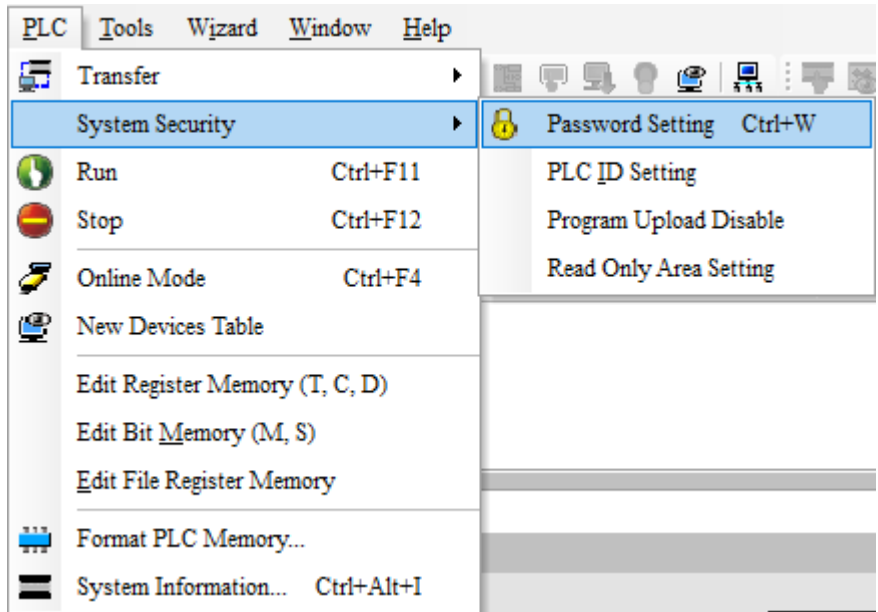 PLC Tools Wizard Window Help
Transfer
System Security
Password Setting Ctrl+W
Run Ctrl+F11
PLC ID Setting
Stop Ctrl+F12
Program Upload Disable
Online Mode Ctrl+F4
Read Only Area Setting
New Devices Table
Edit Register Memory (T, C, D)
Edit Bit Memory (M, S)
Edit File Register Memory
Format PLC Memory...
System Information... Ctrl+Alt+I